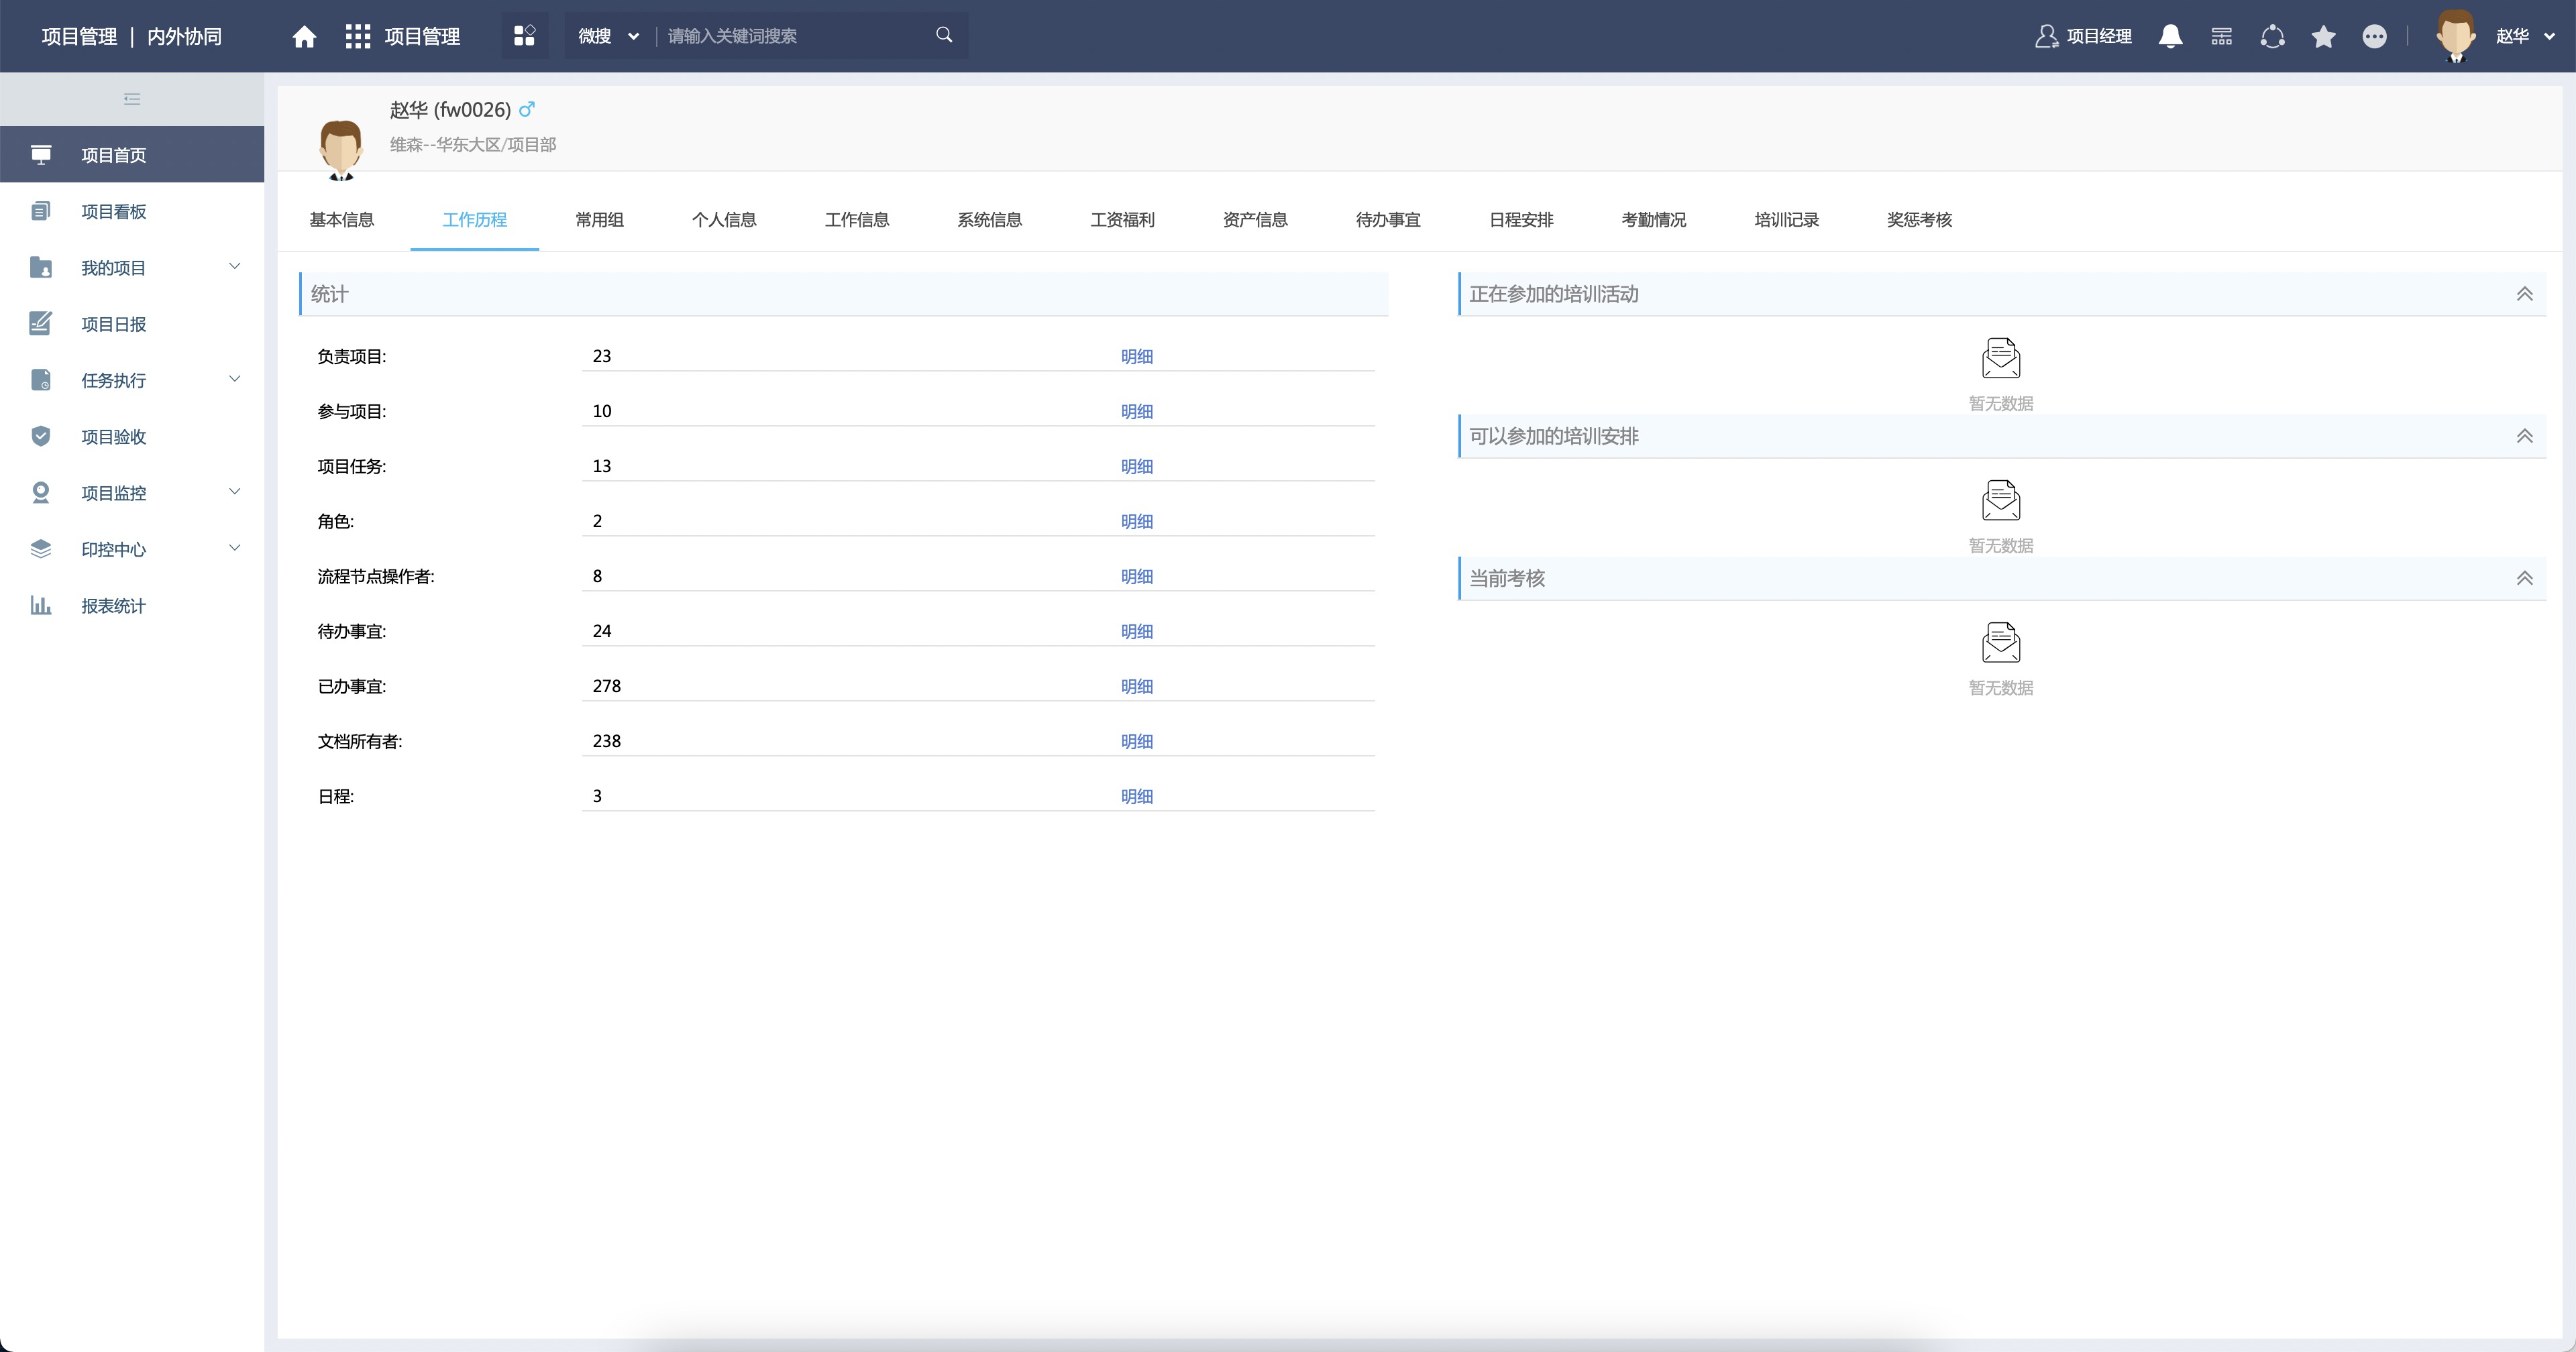 项目管理 | 内外协同
项目管理
微搜
请输入关键词搜索
项目经理
赵华
项目首页
项目看板
我的项目
项目日报
任务执行
项目验收
项目监控
印控中心
报表统计
赵华 (fw0026)
维森--华东大区/项目部
基本信息 工作历程 常用组 个人信息 工作信息 系统信息 工资福利 资产信息 待办事宜 日程安排 考勤情况 培训记录 奖惩考核
统计
负责项目: 23 明细
参与项目: 10 明细
项目任务: 13 明细
角色: 2 明细
流程节点操作者: 8 明细
待办事宜: 24 明细
已办事宜: 278 明细
文档所有者: 238 明细
日程: 3 明细
正在参加的培训活动
暂无数据
可以参加的培训安排
暂无数据
当前考核
暂无数据